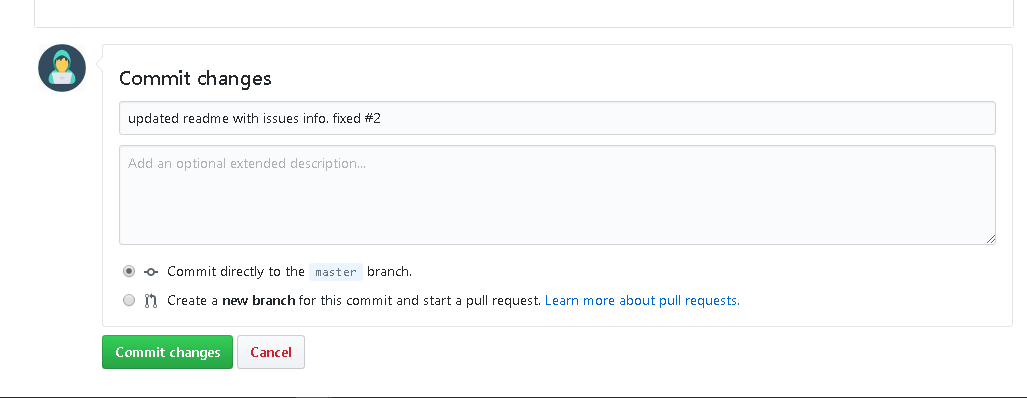 Commit changes
updated readme with issues info. fixed #2
Add an optional extended description...
Commit directly to the master branch.
Create a new branch for this commit and start a pull request. Learn more about pull requests.
Commit changes Cancel